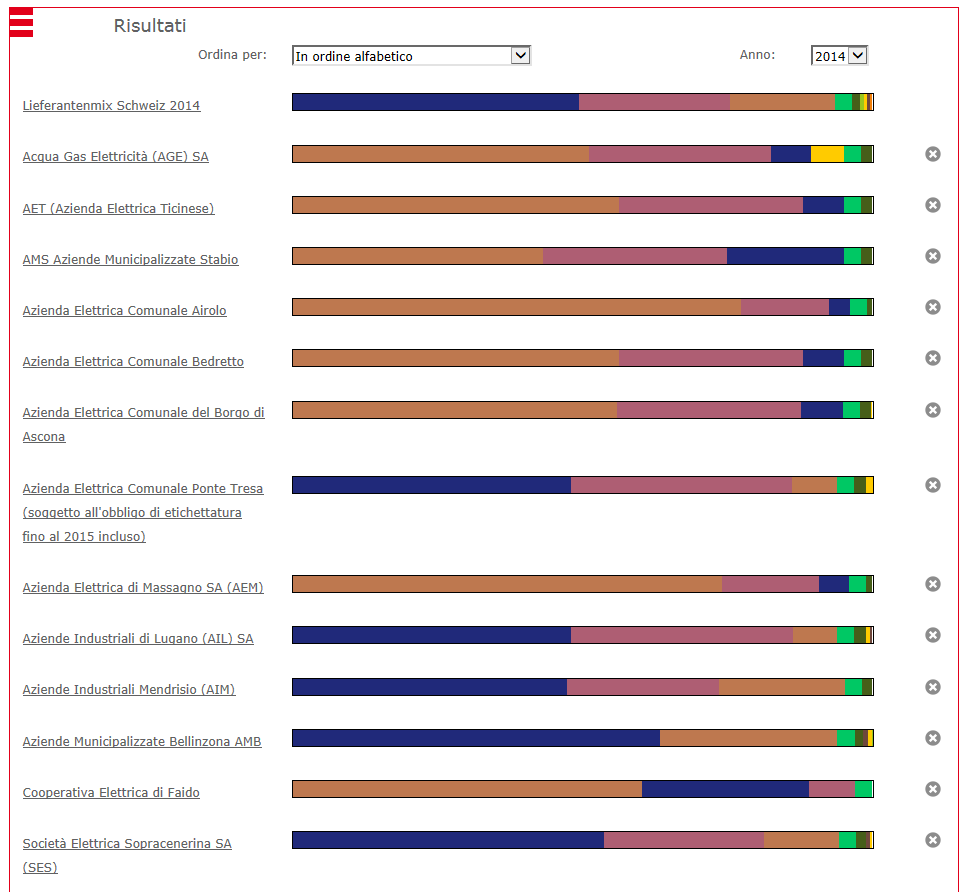 Risultati
Ordina per: In ordine alfabetico Anno: 2014
Lieferantenmix Schweiz 2014
Acqua Gas Elettricità (AGE) SA
AET (Azienda Elettrica Ticinese)
AMS Aziende Municipalizzate Stabio
Azienda Elettrica Comunale Airolo
Azienda Elettrica Comunale Bedretto
Azienda Elettrica Comunale del Borgo di
Ascona
Azienda Elettrica Comunale Ponte Tresa
(soggetto all'obbligo di etichettatura
fino al 2015 incluso)
Azienda Elettrica di Massagno SA (AEM)
Aziende Industriali di Lugano (AIL) SA
Aziende Industriali Mendrisio (AIM)
Aziende Municipalizzate Bellinzona AMB
Cooperativa Elettrica di Faido
Società Elettrica Sopracenerina SA
(SES)